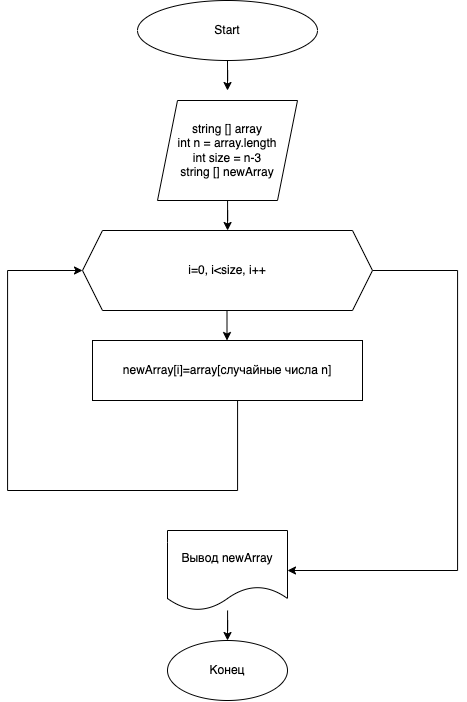 Start
string [] array
int n = array.length
int size = n-3
string [] newArray
i=0, i<size, i++
newArray[i]=array[случайные числа n]
Вывод newArray
Конец